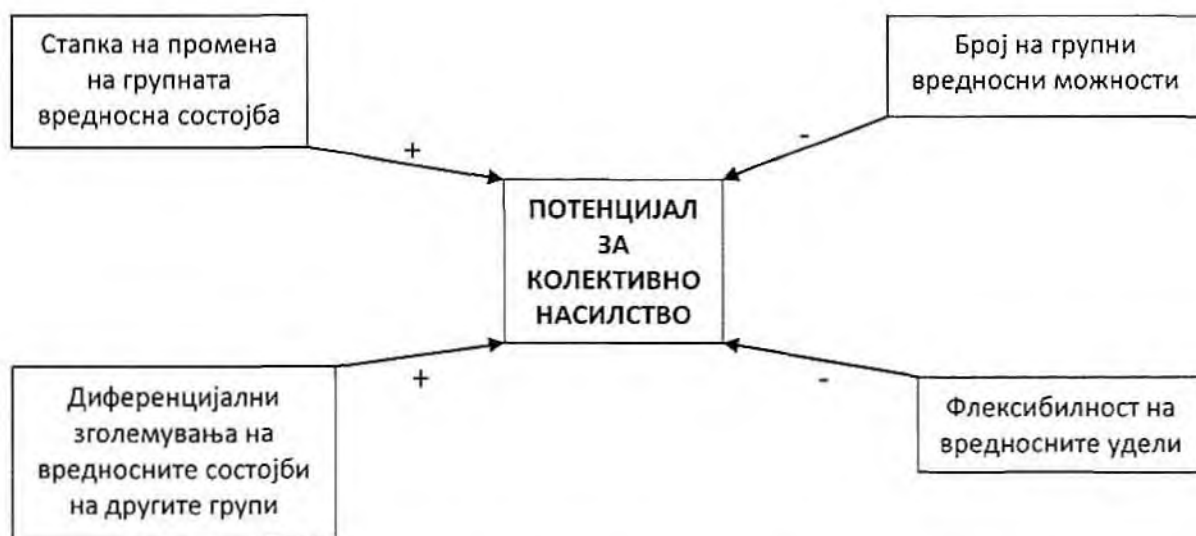 Стапка на промена
на групната
вредносна состојба
Број на групни
вредносни можности
+
-
ПОТЕНЦИЈАЛ
ЗА
КОЛЕКТИВНО
НАСИЛСТВО
+
-
Диференцијални
зголемувања на
вредносните состојби
на другите групи
Флексибилност на
вредносните удели